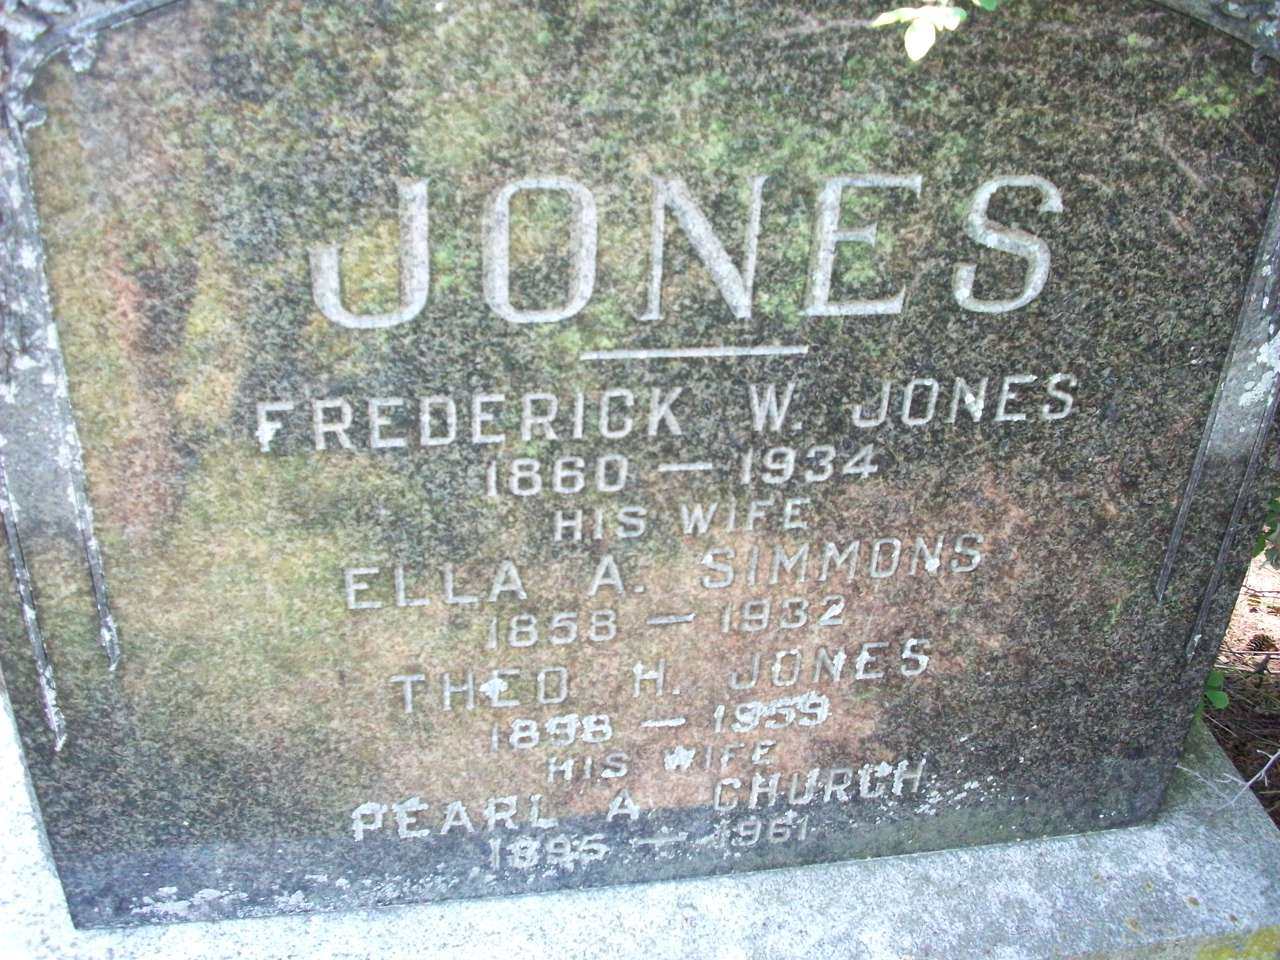 JONES
FREDERICK W. JONES
1860 — 1934
HIS WIFE
ELLA A. SIMMONS
1858 — 1932
THEO H. JONES
1898 — 1959
HIS WIFE
PEARL A. CHURCH
1895 — 1961